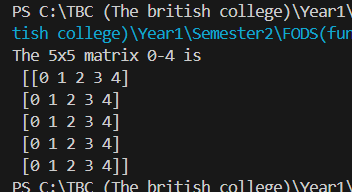 PS C:\TBC (The british college)\Year1\
tish college)\Year1\Semester2\FODS(fun
The 5x5 matrix 0-4 is
 [[0 1 2 3 4]
 [0 1 2 3 4]
 [0 1 2 3 4]
 [0 1 2 3 4]
 [0 1 2 3 4]]
PS C:\TBC (The british college)\Year1\